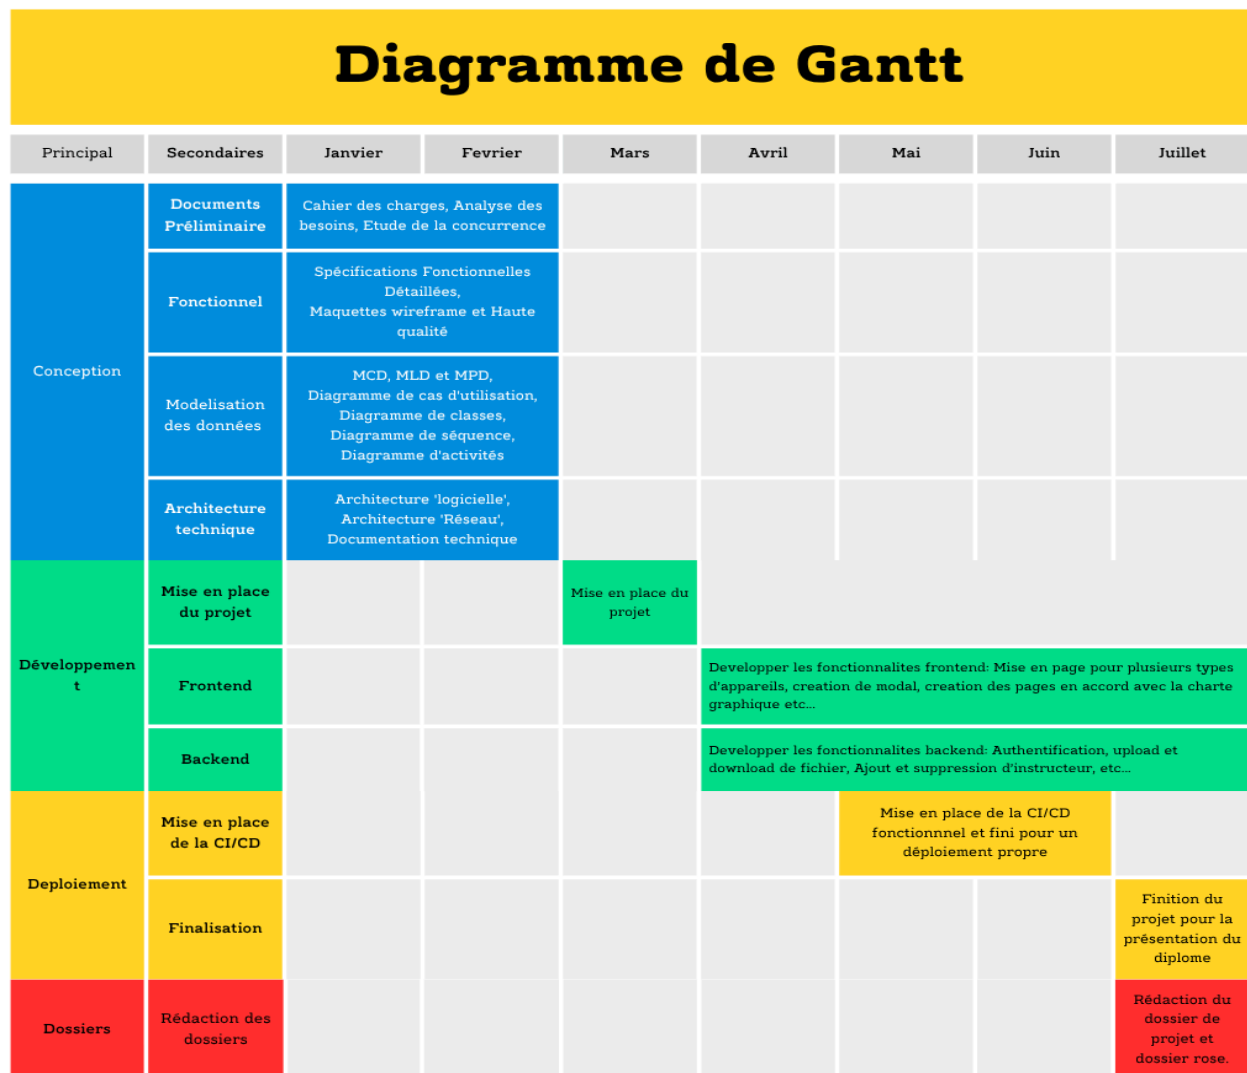 Diagramme de Gantt
Principal
Secondaires
Janvier
Fevrier
Mars
Avril
Mai
Juin
Juillet
Conception
Documents
Préliminaire
Cahier des charges, Analyse des
besoins, Etude de la concurrence
Fonctionnel
Spécifications Fonctionnelles
Détaillées,
Maquettes wireframe et Haute
qualité
Modelisation
des données
MCD, MLD et MPD,
Diagramme de cas d'utilisation,
Diagramme de classes,
Diagramme de séquence,
Diagramme d'activités
Architecture
technique
Architecture 'logicielle',
Architecture 'Réseau',
Documentation technique
Développemen
t
Mise en place
du projet
Mise en place du
projet
Frontend
Developper les fonctionnalites frontend: Mise en page pour plusieurs types
d'appareils, creation de modal, creation des pages en accord avec la charte
graphique etc...
Backend
Developper les fonctionnalites backend: Authentification, upload et
download de fichier, Ajout et suppression d'instructeur, etc...
Deploiement
Mise en place
de la CI/CD
Mise en place de la CI/CD
fonctionnnel et fini pour un
déploiement propre
Finalisation
Finition du
projet pour la
présentation du
diplome
Dossiers
Rédaction des
dossiers
Rédaction du
dossier de
projet et
dossier rose.